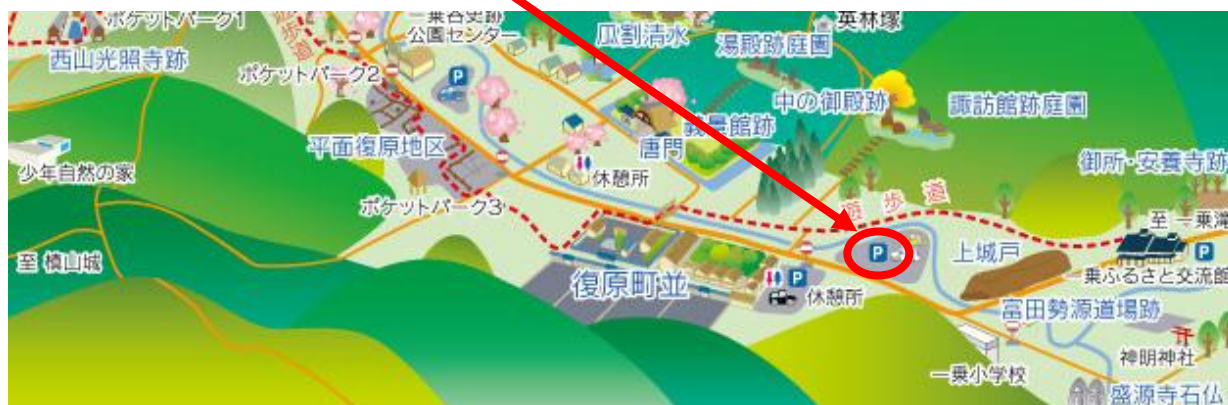 ポケットパーク1
西山光照寺跡
遊歩道
一乗谷史跡
公園センター
瓜割清水
湯殿跡庭園
英林塚
ポケットパーク2
P
中の御殿跡
諏訪館跡庭園
義景館跡
唐門
平面復原地区
少年自然の家
休憩所
御所・安養寺跡
ポケットパーク3
遊歩道
至 一乗滝
至 槇山城
復原町並
P
休憩所
P
上城戸
一乗ふるさと交流館
富田勢源道場跡
一乗小学校
神明神社
盛源寺石仏